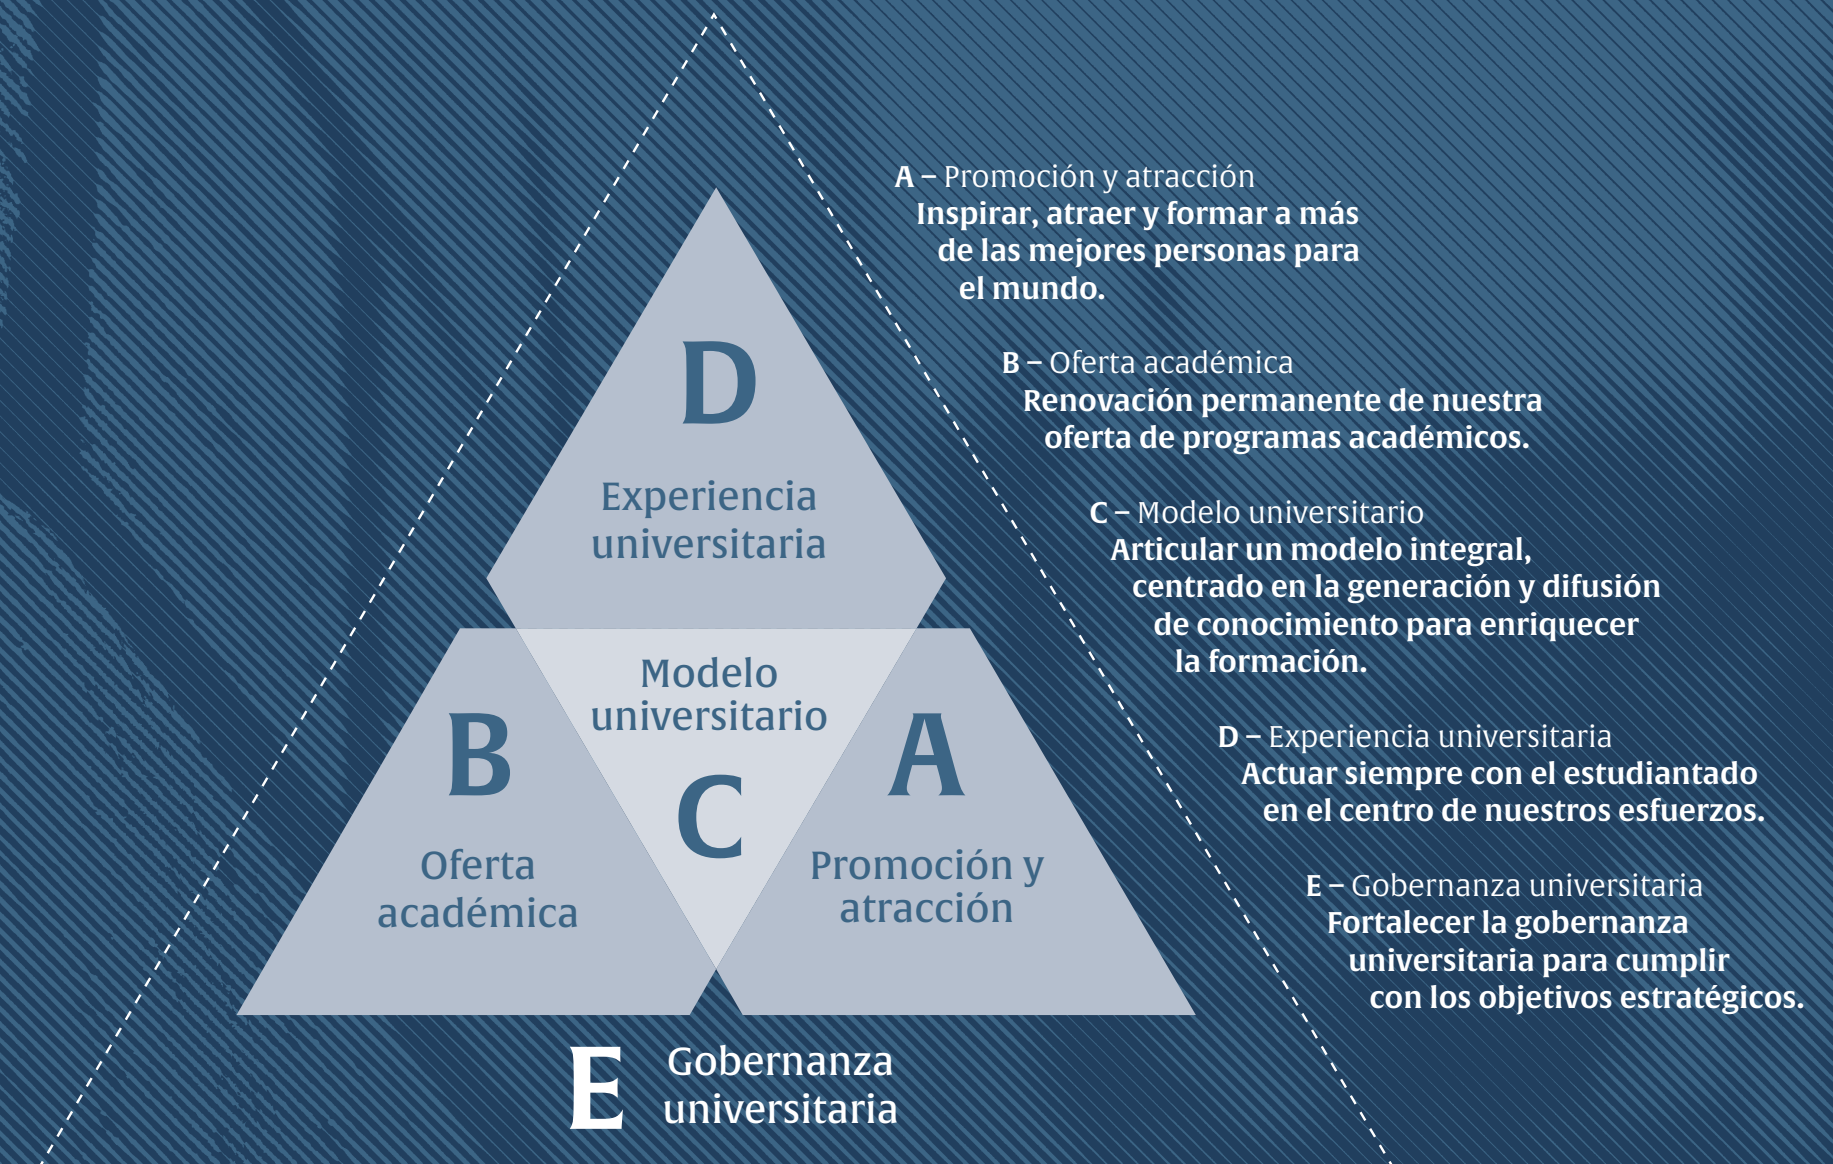 D
Experiencia
universitaria
Modelo
universitario
C
B
Oferta
académica
A
Promoción y
atracción
E
Gobernanza
universitaria
A – Promoción y atracción
Inspirar, atraer y formar a más
de las mejores personas para
el mundo.
B – Oferta académica
Renovación permanente de nuestra
oferta de programas académicos.
C – Modelo universitario
Articular un modelo integral,
centrado en la generación y difusión
de conocimiento para enriquecer
la formación.
D – Experiencia universitaria
Actuar siempre con el estudiantado
en el centro de nuestros esfuerzos.
E – Gobernanza universitaria
Fortalecer la gobernanza
universitaria para cumplir
con los objetivos estratégicos.